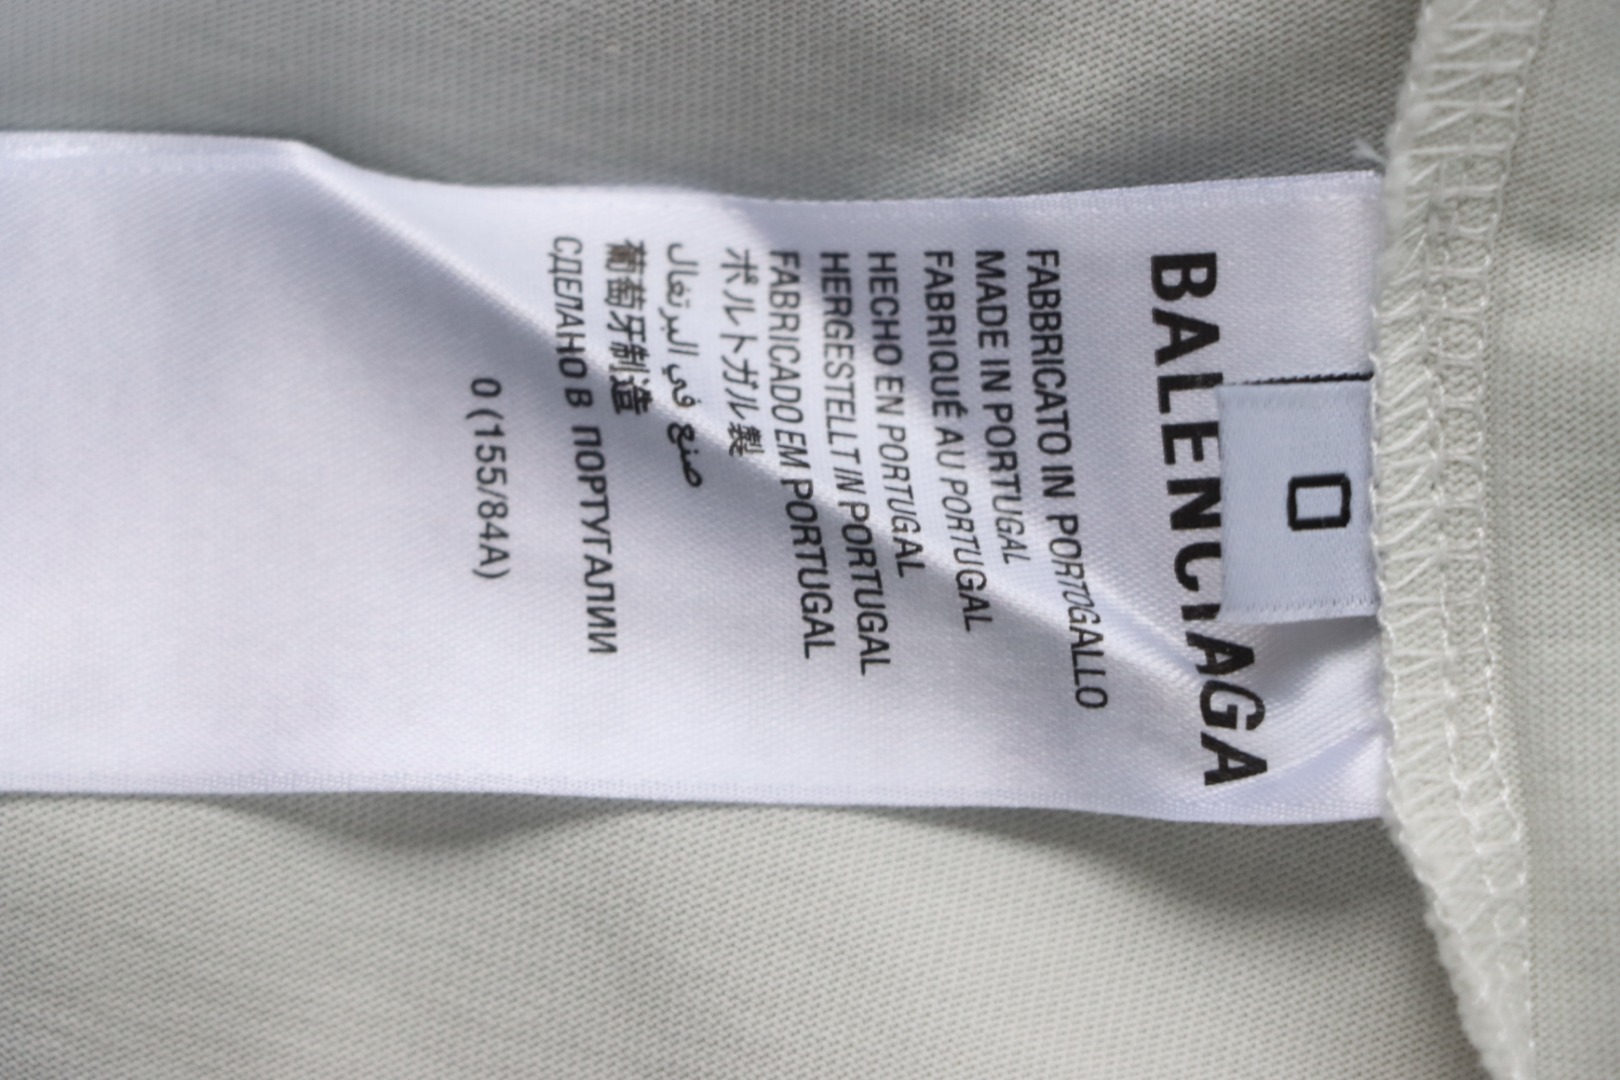 BALENCIAGA
0
FABBRICATO IN PORTOGALLO
MADE IN PORTUGAL
FABRIQUÉ AU PORTUGAL
HECHO EN PORTUGAL
HERGESTELLT IN PORTUGAL
FABRICADO EM PORTUGAL
ポルトガル製
صنع في البرتغال
葡萄牙制造
СДЕЛАНО В ПОРТУГАЛИИ
0 (155/84A)